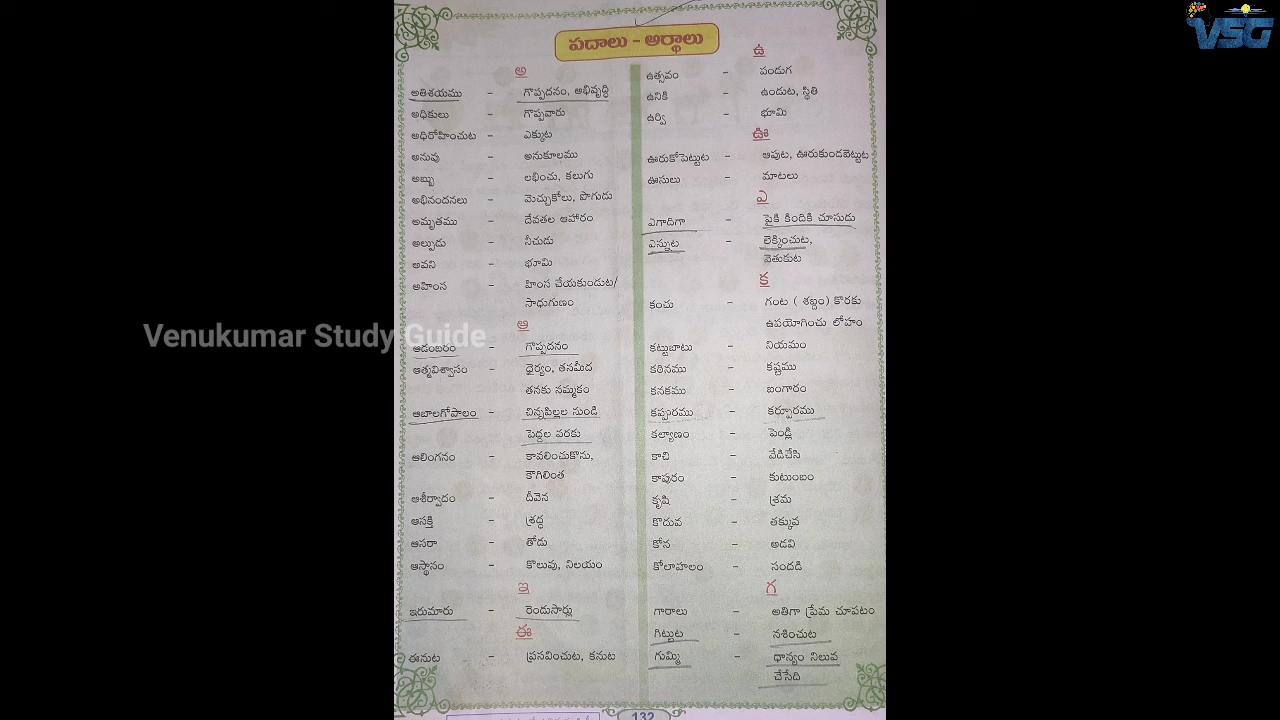 VSG
పదాలు - అర్థాలు
అ
అతిశయము - గొప్పదనం, అభివృద్ధి
అధికులు - గొప్పవారు
అధిరోహించుట - ఎక్కుట
అనువు - అనుకూలము
అబ్బు - లభించు, కలుగు
అభినందనలు - మెచ్చుకోలు, పొగుడు
అమృతము - దేవతల ఆహారం
అల్పుడు - నీచుడు
అవని - భూమి
అహింస - హింస చేయకుండుట/
సాధుగుణం
ఆ
ఆడంబరం - గొప్పదనం
ఆత్మవిశ్వాసం - ధైర్యం, తనమీద
తనకు నమ్మకం
ఆబాలగోపాలం - చిన్నపిల్లల నుండి
పెద్దల వరకు
ఆలింగనం - కావలించుకొను,
కౌగిలింత
ఆశీర్వాదం - దీవెన
ఆసక్తి - శ్రద్ధ
ఆసరా - తోడు
ఆస్థానం - కొలువు, నిలయం
ఇ
ఇరుమారు - రెండుసార్లు
ఈ
ఈనుట - ప్రసవించుట, కనుట
ఉ
ఉత్సవం - పండుగ
ఉనికి - ఉండుట, స్థితి
ఉర్వి - భూమి
ఊ
ఊరుకోపెట్టుట - ఆపుట, ఊరుకుండబెట్టుట
ఊసులు - మాటలు
ఎ
ఎగాదిగా - పైకి కిందికి చూసుడు
ఎన్నుట - లెక్కించుట,
వెతుకుట
క
కంచు - గంట ( శబ్దం) కొరకు
ఉపయోగించు లోహం
కట్టుబాటు - నియమం
కఠినము - కష్టము
కనకము - బంగారం
కప్పురము - కర్పూరము
కల్యాణం - పెండ్లి
కాచి - వేడిచేసి
కాపురం - కుటుంబం
కృషి - శ్రమ
కొదువ - తక్కువ
కోన - అడవి
కోలాహలం - సందడి
గ
గారాలు - అతిగా ప్రేమ చూపటం
గిట్టుట - నశించుట
గుమ్మి - ధాన్యం నిలువ
చేసేది
132
Venukumar Study Guide